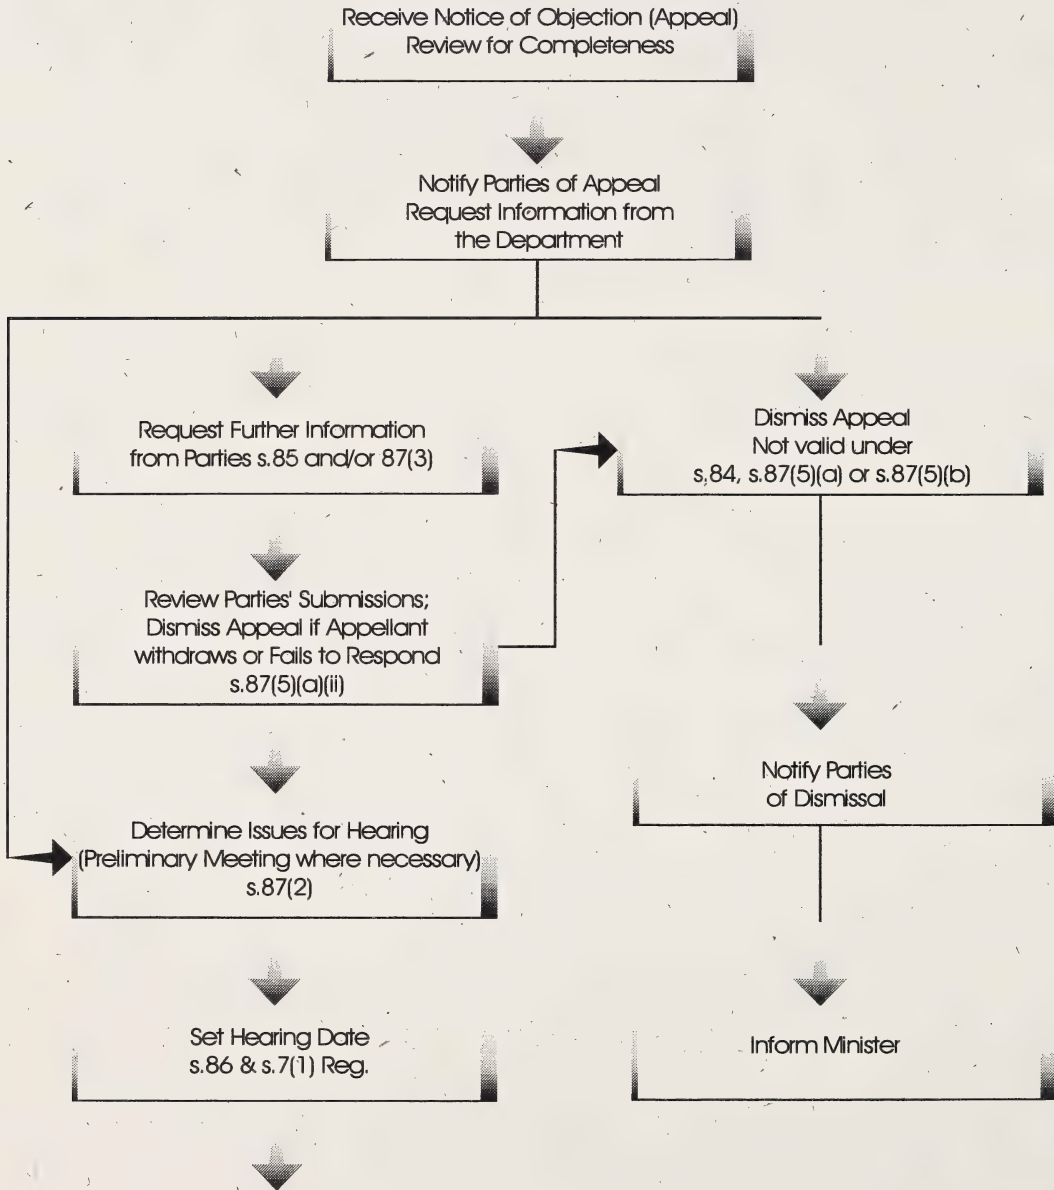 Receive Notice of Objection (Appeal)
Review for Completeness
Notify Parties of Appeal
Request Information from
the Department
Request Further Information
from Parties s.85 and/or 87(3)
Dismiss Appeal
Not valid under
s.84, s.87(5)(a) or s.87(5)(b)
Review Parties' Submissions;
Dismiss Appeal if Appellant
withdraws or Fails to Respond
s.87(5)(a)(ii)
Notify Parties
of Dismissal
Determine Issues for Hearing
(Preliminary Meeting where necessary)
s.87(2)
Set Hearing Date
s.86 & s.7(1) Reg.
Inform Minister